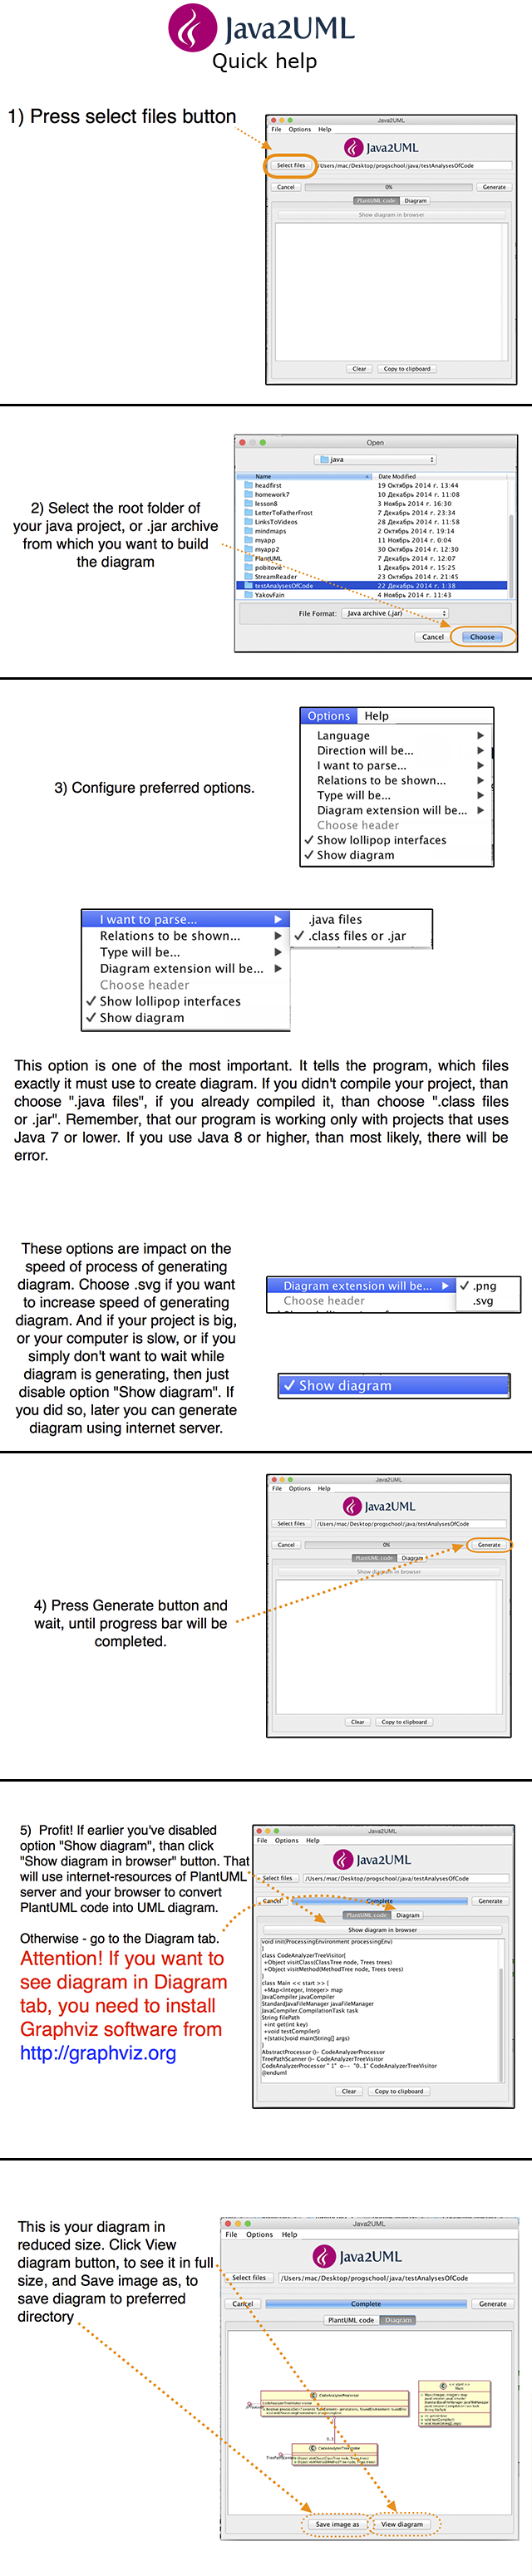 Java2UML
Quick help
1) Press select files button
Java2UML
File Options Help
Java2UML
Select files /Users/mac/Desktop/progschool/java/testAnalysesOfCode
Cancel 0% Generate
PlantUML code Diagram
Show diagram in browser
Clear Copy to clipboard
2) Select the root folder of
your java project, or .jar archive
from which you want to build
the diagram
Open
java
Name Date Modified
headfirst 19 Октябрь 2014 г. 13:44
homework7 10 Декабрь 2014 г. 11:08
lesson8 3 Ноябрь 2014 г. 16:30
LetterToFatherFrost 7 Декабрь 2014 г. 23:34
LinksToVideos 28 Декабрь 2014 г. 11:58
mindmaps 2 Октябрь 2014 г. 19:14
myapp 11 Ноябрь 2014 г. 0:04
myapp2 30 Октябрь 2014 г. 12:30
PlantUML 7 Декабрь 2014 г. 12:07
pobitovie 1 Декабрь 2014 г. 15:25
StreamReader 23 Октябрь 2014 г. 21:45
testAnalysesOfCode 22 Декабрь 2014 г. 1:38
YakovFain 4 Ноябрь 2014 г. 11:43
File Format: Java archive (.jar)
Cancel Choose
3) Configure preferred options.
Options Help
Language
Direction will be...
I want to parse...
Relations to be shown...
Type will be...
Diagram extension will be...
Choose header
✓ Show lollipop interfaces
✓ Show diagram
I want to parse... .java files
Relations to be shown... ✓ .class files or .jar
Type will be...
Diagram extension will be...
Choose header
✓ Show lollipop interfaces
✓ Show diagram
This option is one of the most important. It tells the program, which files
exactly it must use to create diagram. If you didn't compile your project, than
choose ".java files", if you already compiled it, than choose ".class files
or .jar". Remember, that our program is working only with projects that uses
Java 7 or lower. If you use Java 8 or higher, than most likely, there will be
error.
These options are impact on the
speed of process of generating
diagram. Choose .svg if you want
to increase speed of generating
diagram. And if your project is big,
or your computer is slow, or if you
simply don't want to wait while
diagram is generating, then just
disable option "Show diagram". If
you did so, later you can generate
diagram using internet server.
Diagram extension will be... ✓ .png
Choose header .svg
✓ Show diagram
Java2UML
File Options Help
Java2UML
Select files /Users/mac/Desktop/progschool/java/testAnalysesOfCode
Cancel 0% Generate
PlantUML code Diagram
Show diagram in browser
Clear Copy to clipboard
4) Press Generate button and
wait, until progress bar will be
completed.
5) Profit! If earlier you've disabled
option "Show diagram", than click
"Show diagram in browser" button. That
will use internet-resources of PlantUML
server and your browser to convert
PlantUML code into UML diagram.
Otherwise - go to the Diagram tab.
Attention! If you want to
see diagram in Diagram
tab, you need to install
Graphviz software from
http://graphviz.org
Java2UML
File Options Help
Java2UML
Select files /Users/mac/Desktop/progschool/java/testAnalysesOfCode
Cancel Complete Generate
PlantUML code Diagram
Show diagram in browser
void init(ProcessingEnvironment processingEnv)
}
class CodeAnalyzerTreeVisitor{
+Object visitClass(ClassTree node, Trees trees)
+Object visitMethod(MethodTree node, Trees trees)
}
class Main << start >> {
+Map<Integer, Integer> map
JavaCompiler javaCompiler
StandardJavaFileManager javaFileManager
JavaCompiler.CompilationTask task
String filePath
+int get(int key)
+void testCompiler()
+{static}void main(String[] args)
}
AbstractProcessor ()- CodeAnalyzerProcessor
TreePathScanner ()- CodeAnalyzerTreeVisitor
CodeAnalyzerProcessor " 1" o-- "0..1" CodeAnalyzerTreeVisitor
@enduml
Clear Copy to clipboard
This is your diagram in
reduced size. Click View
diagram button, to see it in full
size, and Save image as, to
save diagram to preferred
directory
Java2UML
File Options Help
Java2UML
Select files /Users/mac/Desktop/progschool/java/testAnalysesOfCode
Cancel Complete Generate
PlantUML code Diagram
CodeAnalyzerProcessor
<< start >>
Main
CodeAnalyzerTreeVisitor
Save image as View diagram